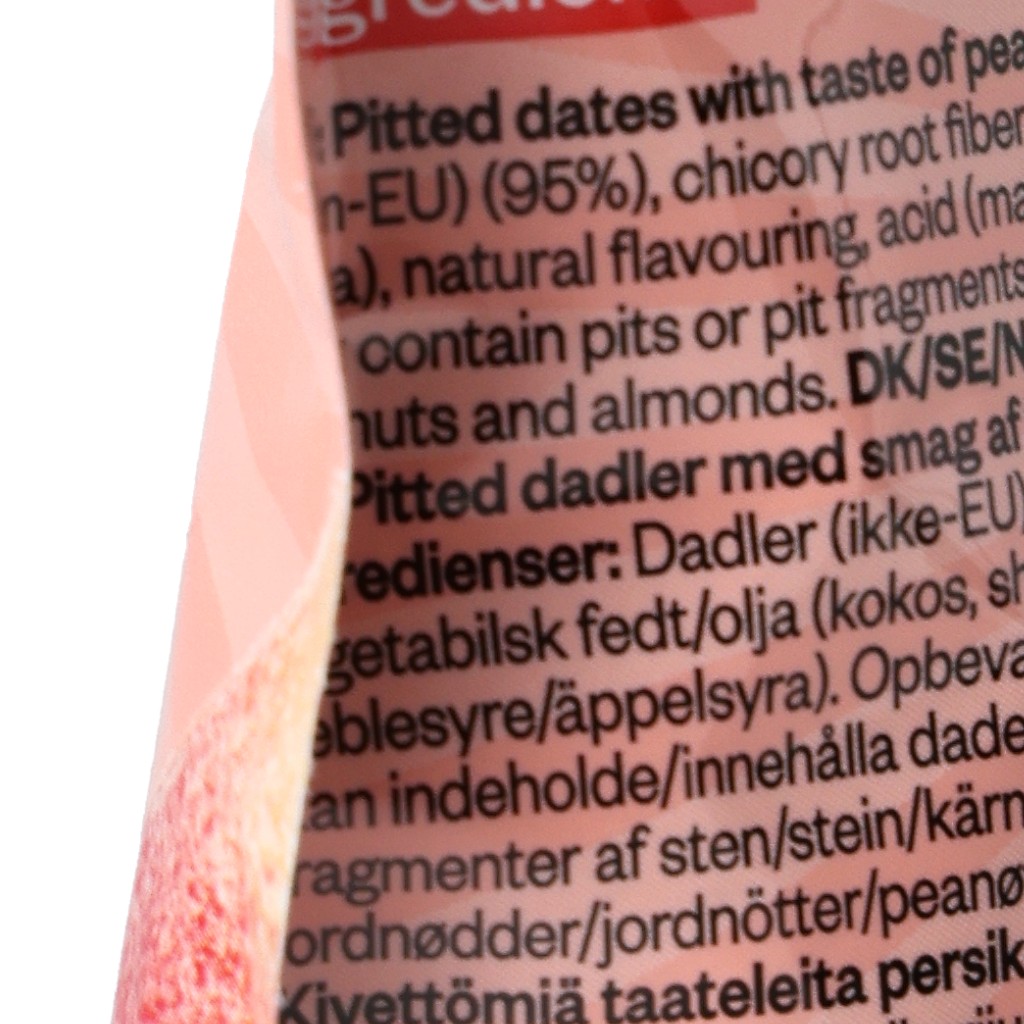 Pitted dates with taste of pea
n-EU) (95%), chicory root fiber
a), natural flavouring, acid (ma
contain pits or pit fragments
nuts and almonds. DK/SE/N
Pitted dadler med smag af
redienser: Dadler (ikke-EU)
getabilsk fedt/olja (kokos, sh
eblesyre/äppelsyra). Opbeva
an indeholde/innehålla dade
ragmenter af sten/stein/kärn
ordnødder/jordnötter/peanø
Kivettömiä taateleita persik